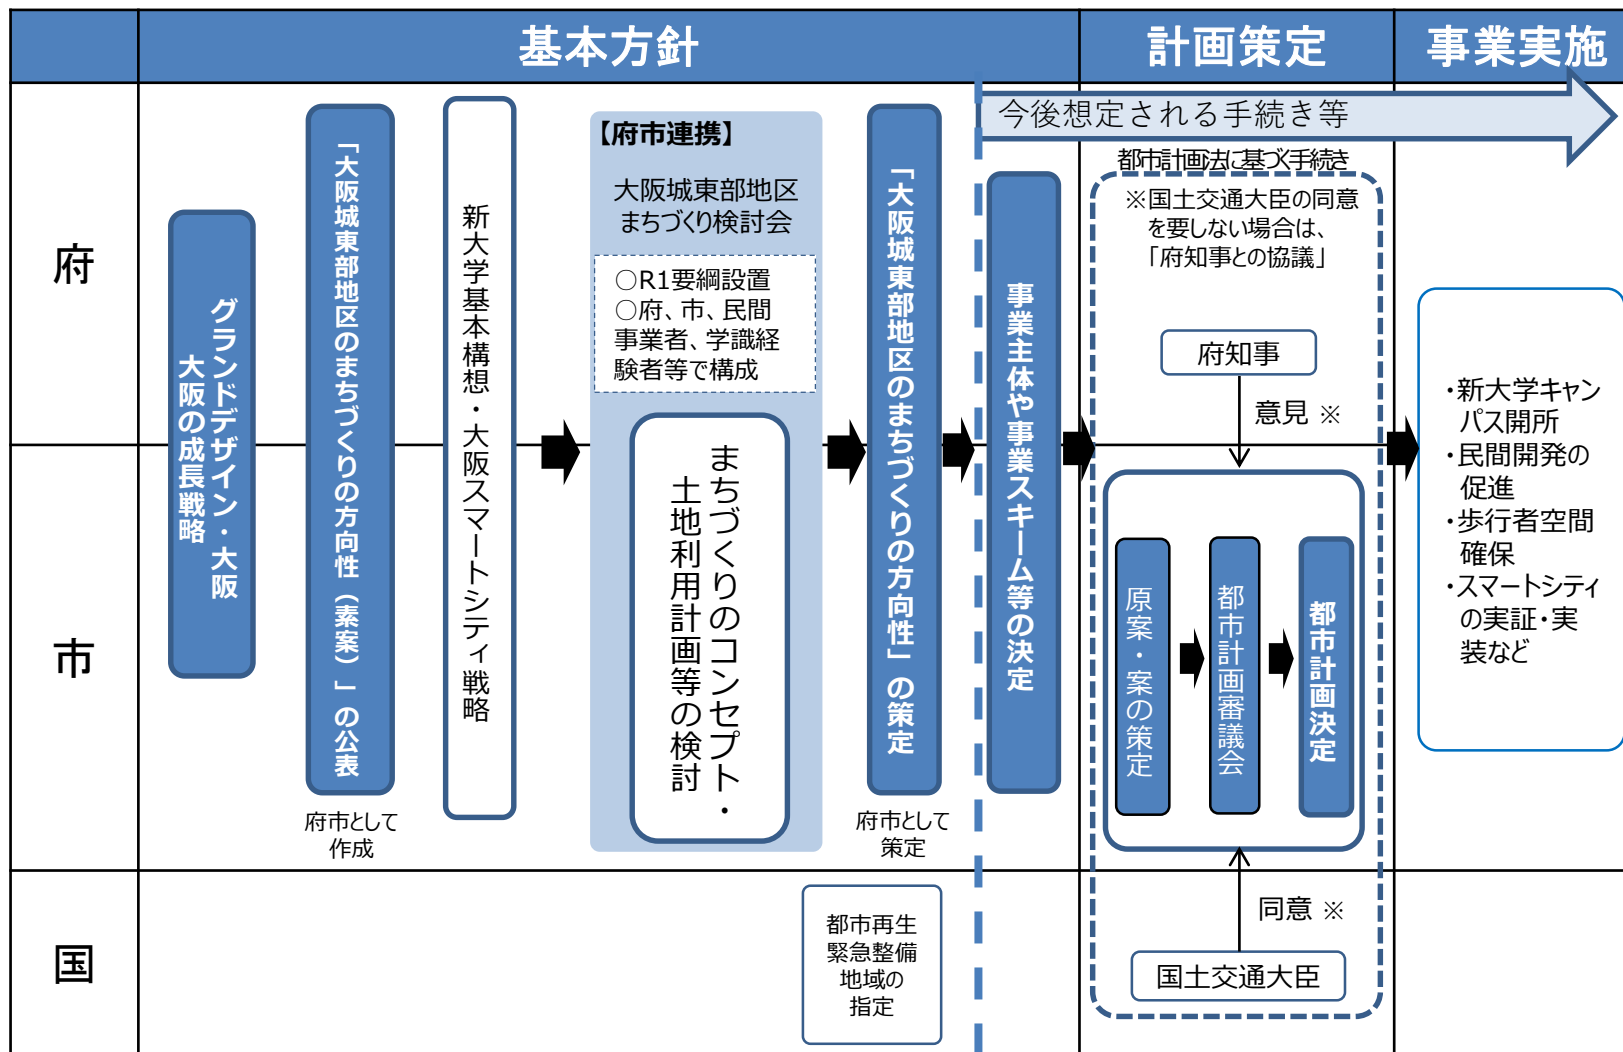 基本方針
計画策定
事業実施
府
市
国
グランドデザイン・大阪
大阪の成長戦略
「大阪城東部地区のまちづくりの方向性（素案）」の公表
府市として
作成
新大学基本構想・大阪スマートシティ戦略
【府市連携】
大阪城東部地区
まちづくり検討会
○R1要綱設置
○府、市、民間
事業者、学識経
験者等で構成
まちづくりのコンセプト・
土地利用計画等の検討
「大阪城東部地区のまちづくりの方向性」の策定
府市として
策定
都市再生
緊急整備
地域の
指定
今後想定される手続き等
事業主体や事業スキーム等の決定
都市計画法に基づく手続き
※国土交通大臣の同意
を要しない場合は、
「府知事との協議」
府知事
意見 ※
原案・案の策定
都市計画審議会
都市計画決定
同意 ※
国土交通大臣
・新大学キャン
パス開所
・民間開発の
促進
・歩行者空間
確保
・スマートシティ
の実証・実
装など